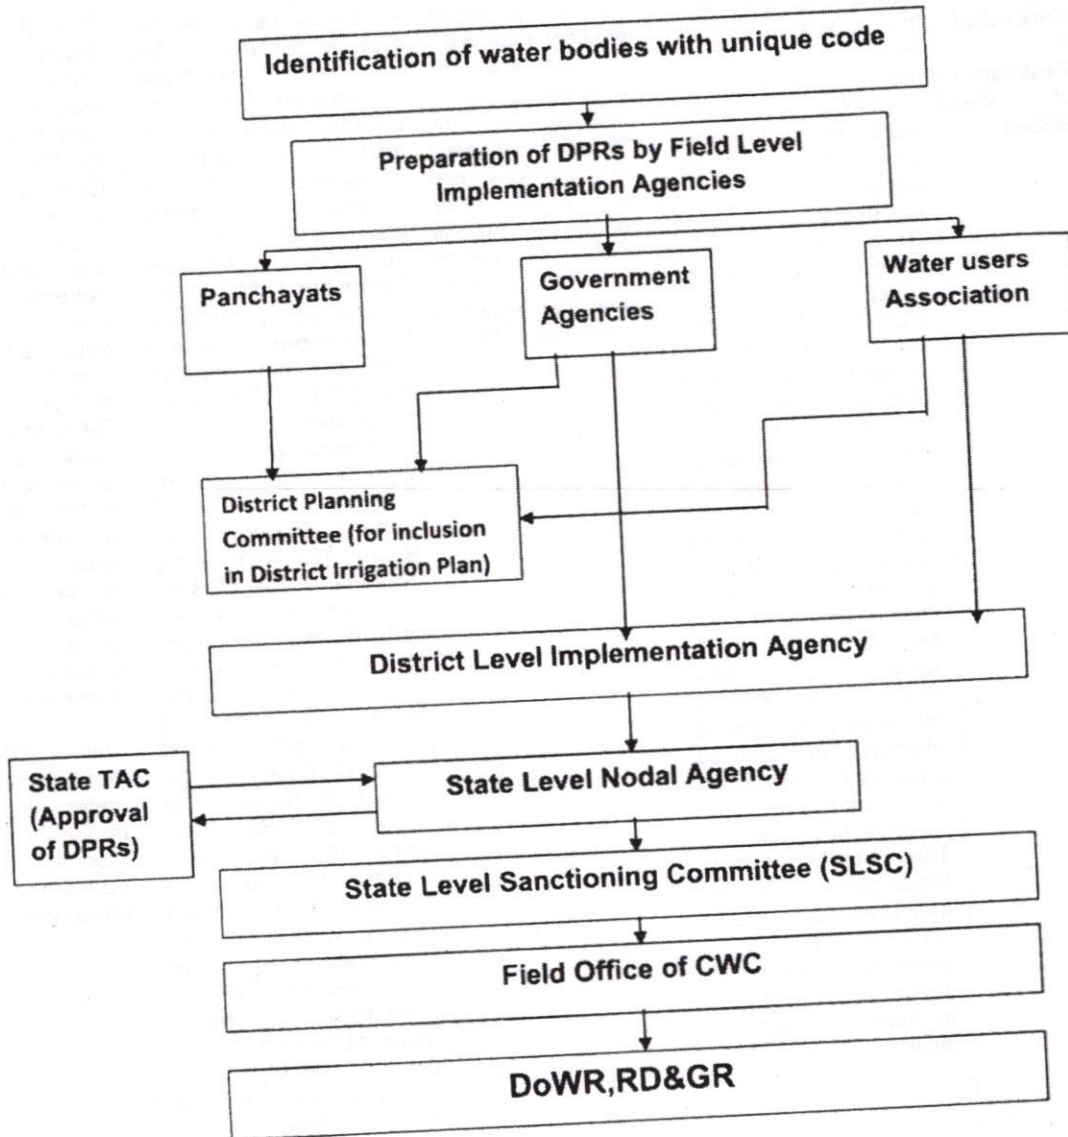 Identification of water bodies with unique code
Preparation of DPRs by Field Level
Implementation Agencies
Panchayats
Government
Agencies
Water users
Association
District Planning
Committee (for inclusion
in District Irrigation Plan)
District Level Implementation Agency
State TAC
(Approval
of DPRs)
State Level Nodal Agency
State Level Sanctioning Committee (SLSC)
Field Office of CWC
DoWR,RD&GR